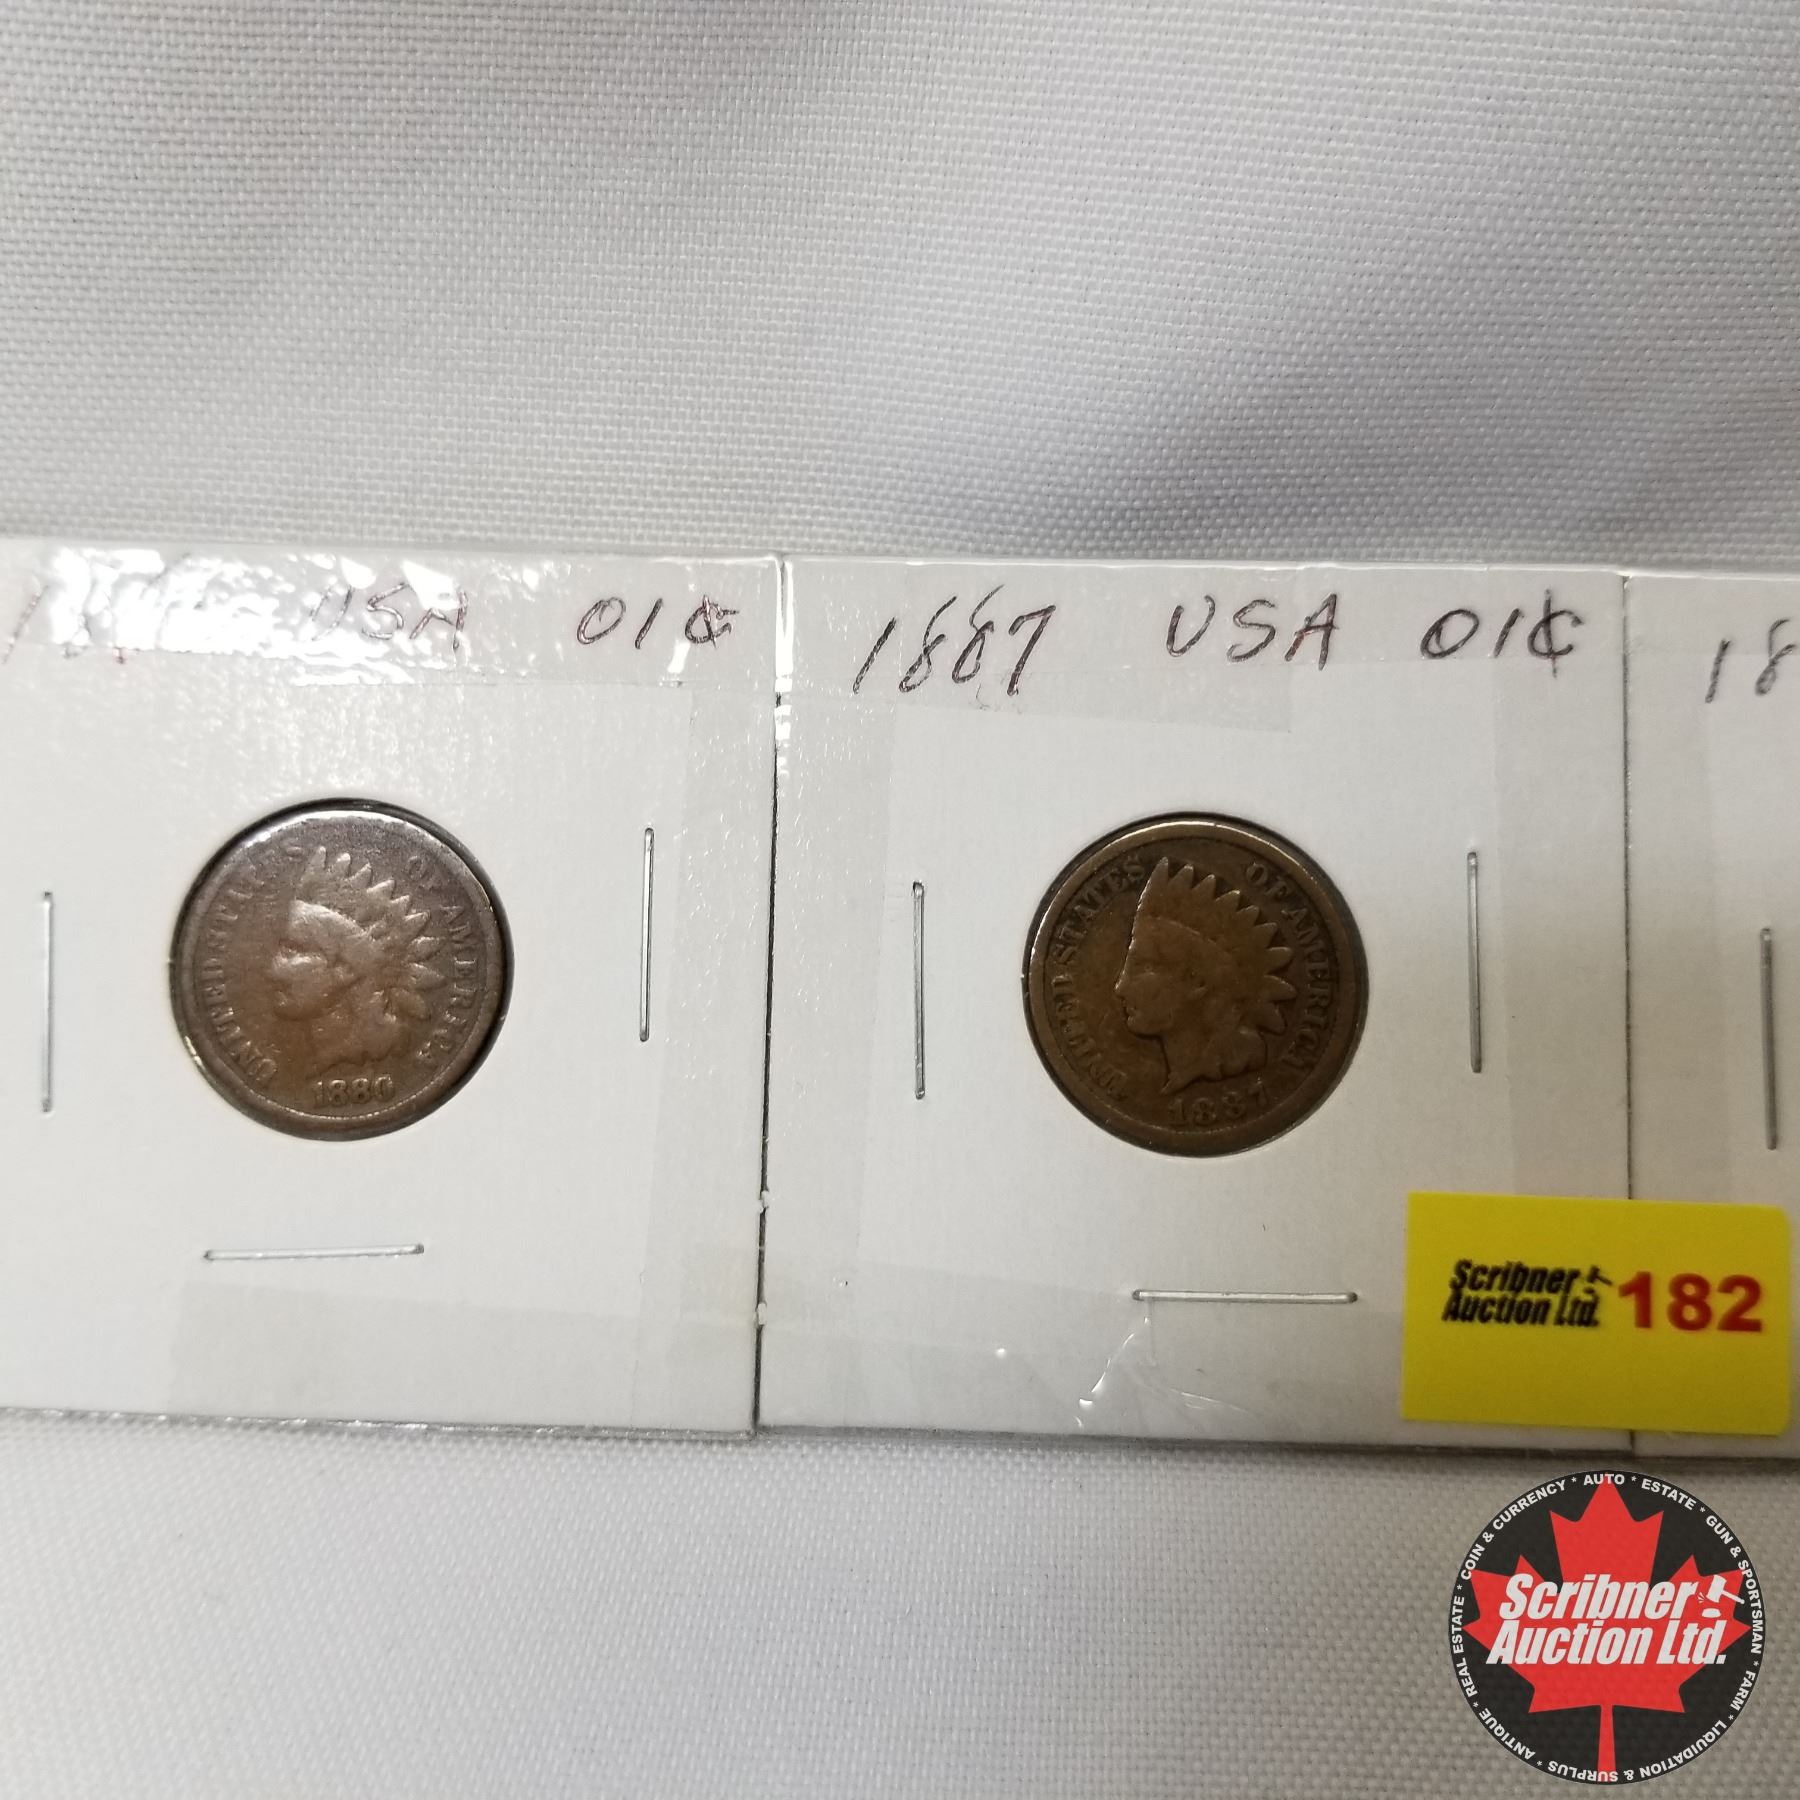 USA 01¢
1887 USA 01¢
18
UNITED STATES OF AMERICA
1880
UNITED STATES OF AMERICA
1887
Scribner
Auction Ltd.
182
COIN & CURRENCY * AUTO * ESTATE * GUN & SPORTSMAN * FARM * LIQUIDATION & SURPLUS * ANTIQUE * REAL ESTATE *
Scribner
Auction Ltd.